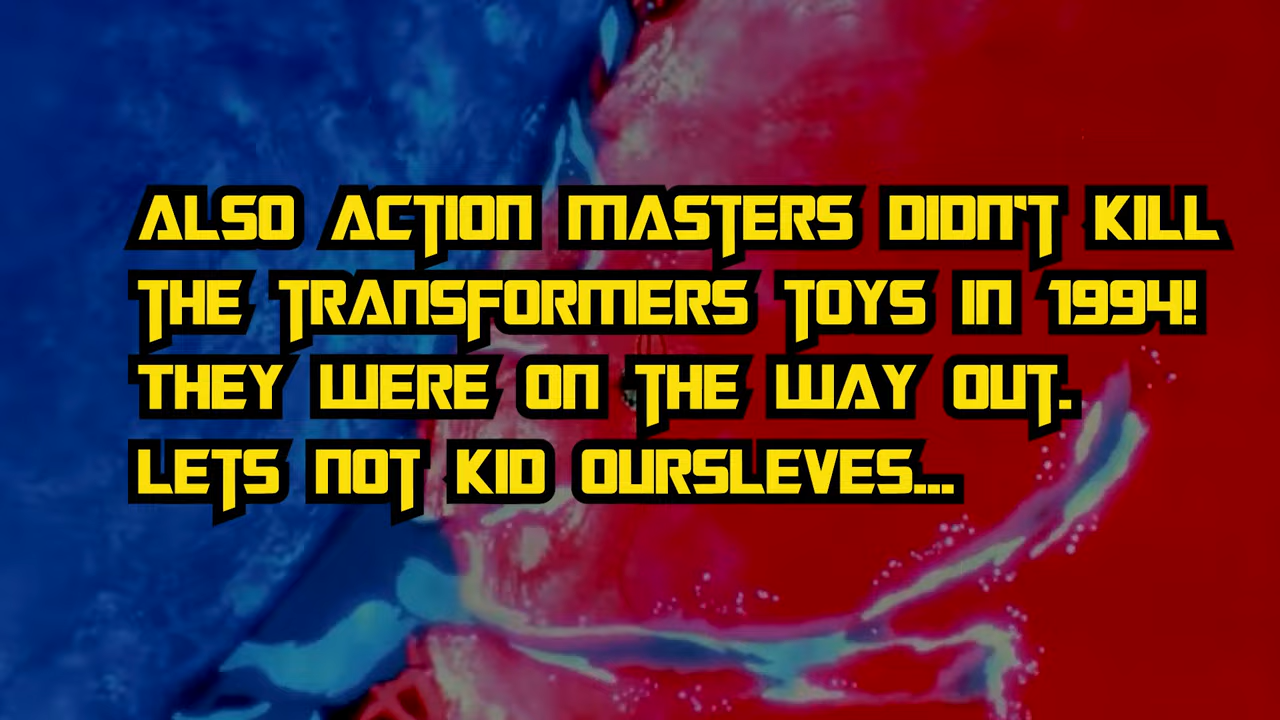 ALSO ACTION MASTERS DIDN'T KILL
THE TRANSFORMERS TOYS IN 1994!
THEY WERE ON THE WAY OUT.
LETS NOT KID OURSLEVES...